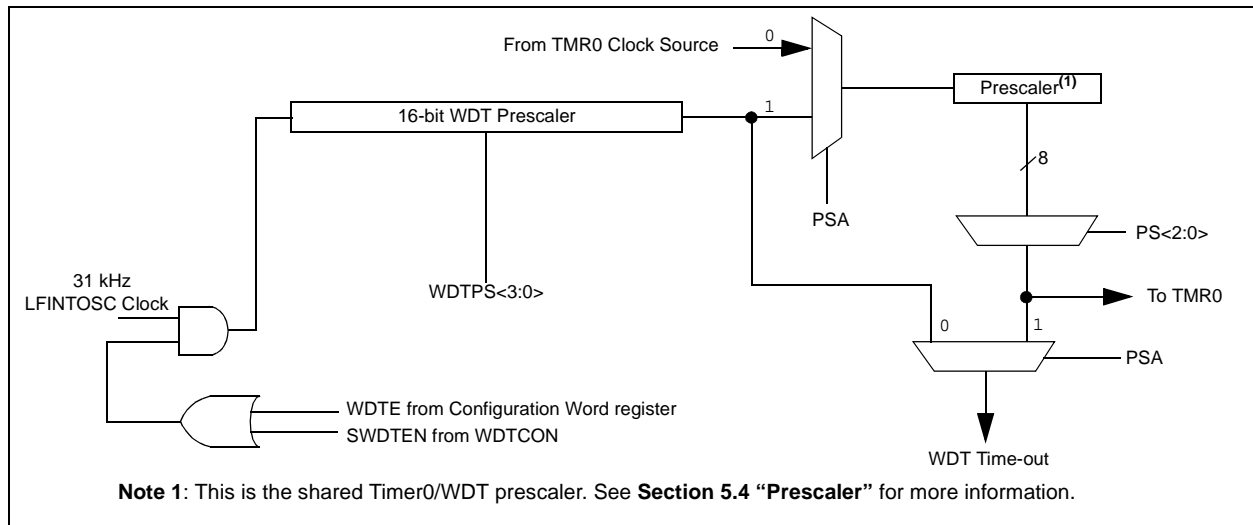 From TMR0 Clock Source
0
1
16-bit WDT Prescaler
Prescaler(1)
8
PSA
PS<2:0>
31 kHz
LFINTOSC Clock
WDTPS<3:0>
To TMR0
0
1
PSA
WDTE from Configuration Word register
SWDTEN from WDTCON
WDT Time-out
Note 1: This is the shared Timer0/WDT prescaler. See Section 5.4 “Prescaler” for more information.